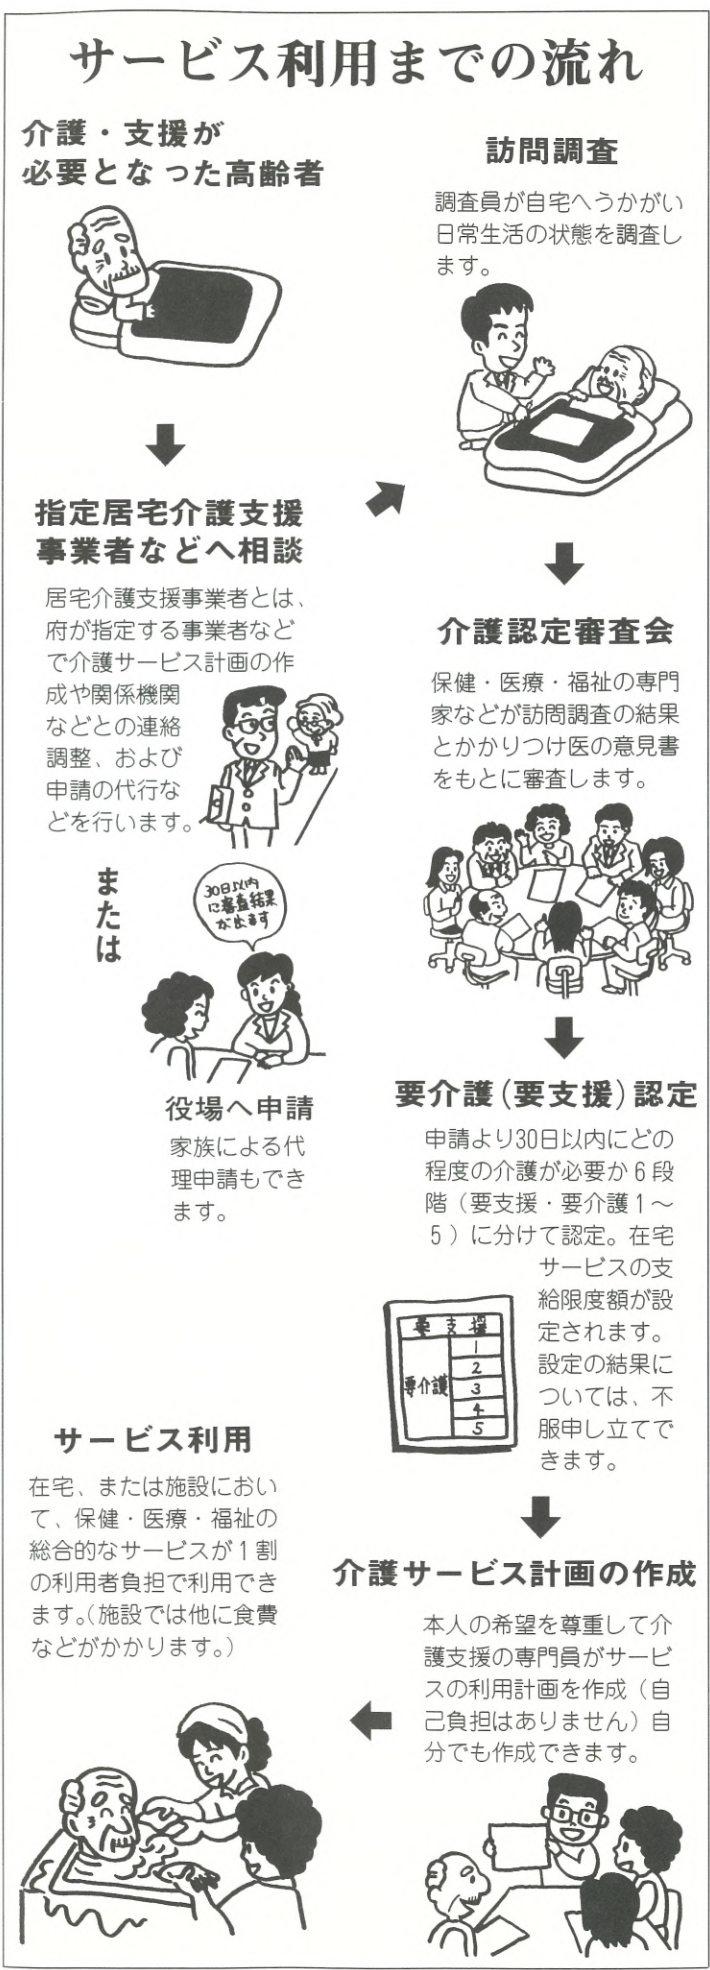 サービス利用までの流れ
介護・支援が
必要となった高齢者
指定居宅介護支援
事業者などへ相談
居宅介護支援事業者とは、
府が指定する事業者など
で介護サービス計画の作
成や関係機関
などとの連絡
調整、および
申請の代行な
どを行います。
または
30日以内
に審査結果
が出ます
役場へ申請
家族による代
理申請もでき
ます。
訪問調査
調査員が自宅へうかがい
日常生活の状態を調査し
ます。
介護認定審査会
保健・医療・福祉の専門
家などが訪問調査の結果
とかかりつけ医の意見書
をもとに審査します。
要介護(要支援)認定
申請より30日以内にどの
程度の介護が必要か6段
階(要支援・要介護1～
5)に分けて認定。在宅
サービスの支
給限度額が設
定されます。
設定の結果に
ついては、不
服申し立てで
きます。
要支援
要介護
1
2
3
4
5
介護サービス計画の作成
本人の希望を尊重して介
護支援の専門員がサービ
スの利用計画を作成(自
己負担はありません)自
分でも作成できます。
サービス利用
在宅、または施設におい
て、保健・医療・福祉の
総合的なサービスが1割
の利用者負担で利用でき
ます。(施設では他に食費
などがかかります。)